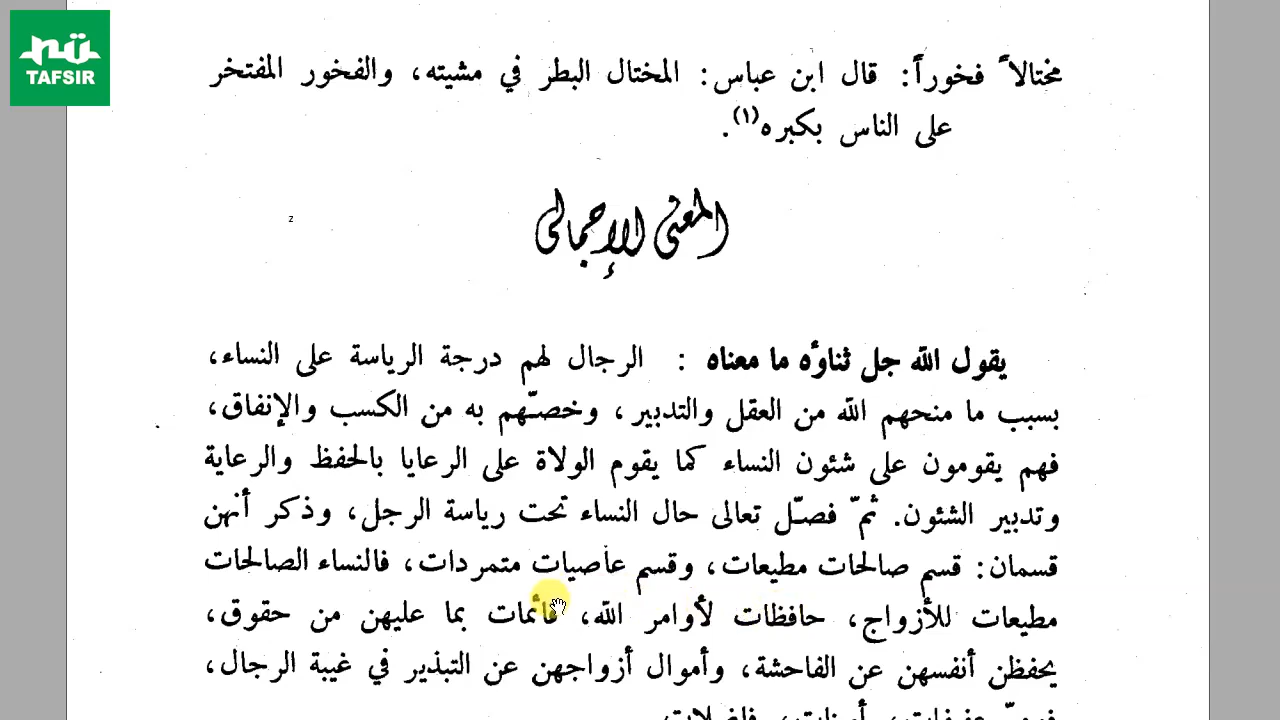 nü
TAFSIR
مختالاً فخوراً: قال ابن عباس: المختال البطر في مشيته، والفخور المفتخر
على الناس بكبره(١).
z
المعنى الإجمالى
يقول الله جل ثناؤه ما معناه : الرجال لهم درجة الرياسة على النساء،
بسبب ما منحهم الله من العقل والتدبير، وخصّهم به من الكسب والإنفاق،
فهم يقومون على شئون النساء كما يقوم الولاة على الرعايا بالحفظ والرعاية
وتدبير الشئون. ثمّ فصّل تعالى حال النساء تحت رياسة الرجل، وذكر أنهن
قسمان: قسم صالحات مطيعات، وقسم عاصيات متمردات، فالنساء الصالحات
مطيعات للأزواج، حافظات لأوامر الله، قائمات بما عليهن من حقوق،
يحفظن أنفسهن عن الفاحشة، وأموال أزواجهن عن التبذير في غيبة الرجال،